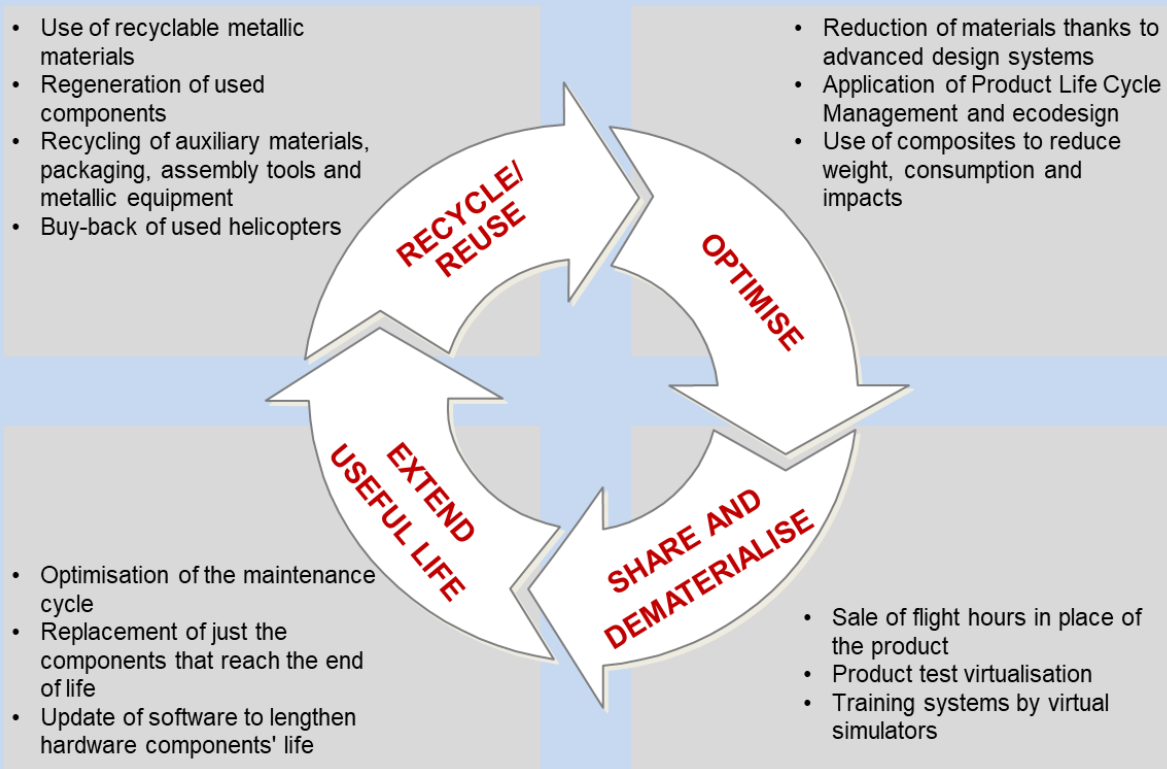 • Use of recyclable metallic
materials
• Regeneration of used
components
• Recycling of auxiliary materials,
packaging, assembly tools and
metallic equipment
• Buy-back of used helicopters
• Reduction of materials thanks to
advanced design systems
• Application of Product Life Cycle
Management and ecodesign
• Use of composites to reduce
weight, consumption and
impacts
RECYCLE/
REUSE
OPTIMISE
EXTEND
USEFUL LIFE
SHARE AND
DEMATERIALISE
• Optimisation of the maintenance
cycle
• Replacement of just the
components that reach the end
of life
• Update of software to lengthen
hardware components' life
• Sale of flight hours in place of
the product
• Product test virtualisation
• Training systems by virtual
simulators